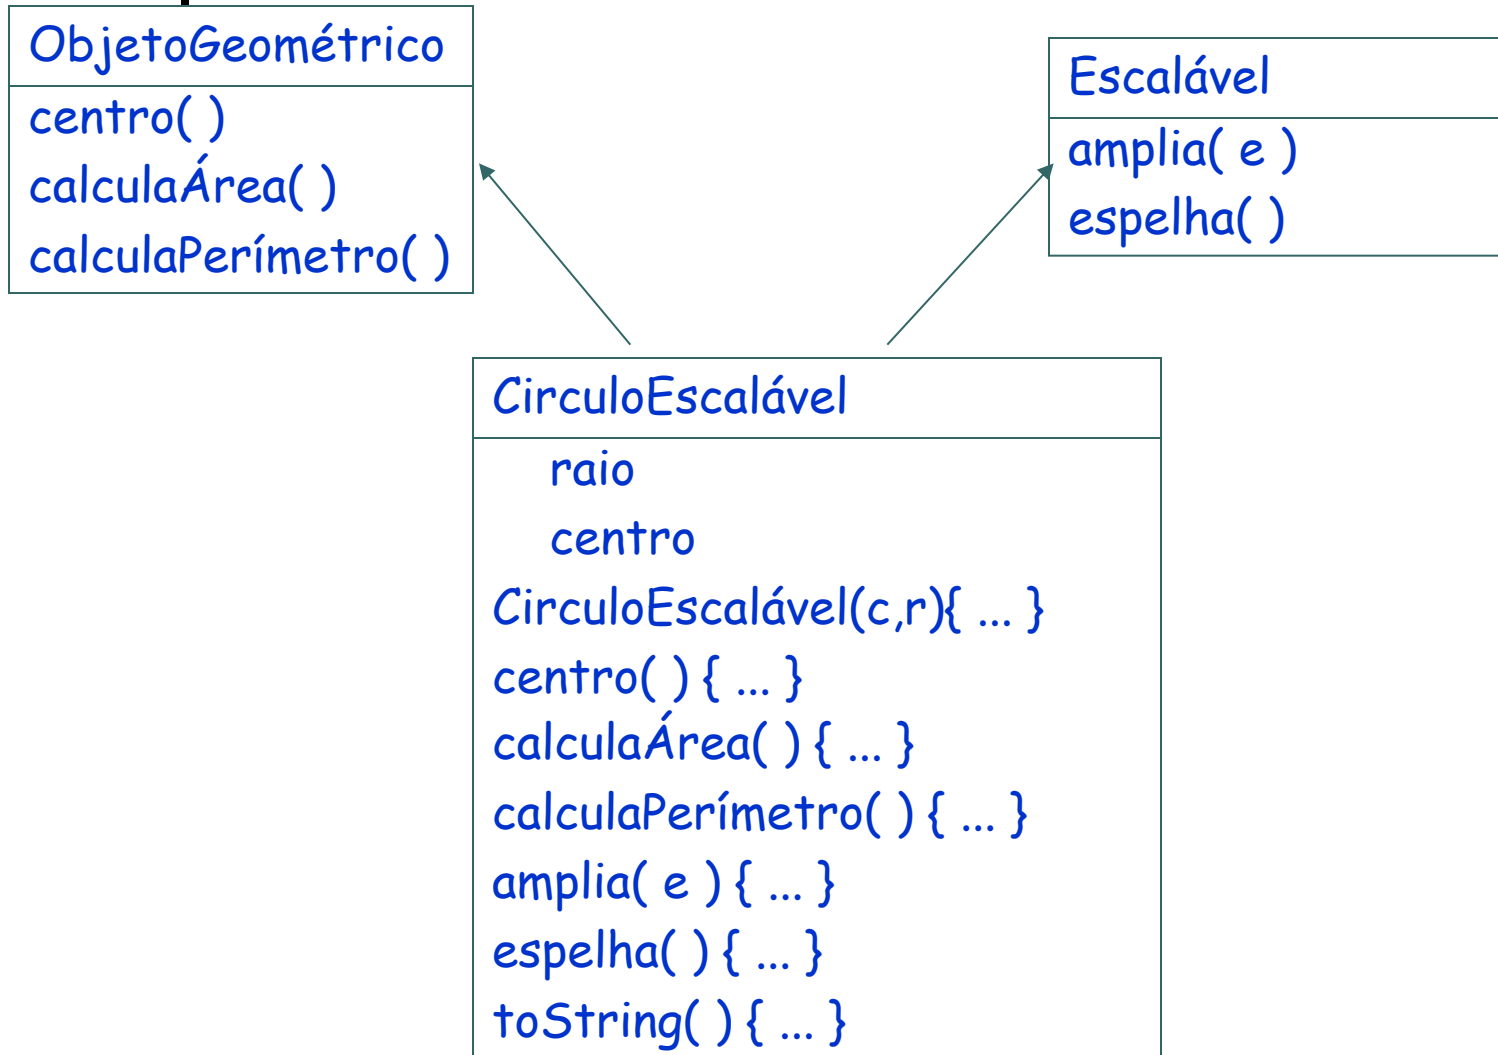 ObjetoGeométrico
centro( )
calculaÁrea( )
calculaPerímetro( )
Escalável
amplia( e )
espelha( )
CirculoEscalável
raio
centro
CirculoEscalável(c,r){ ... }
centro( ) { ... }
calculaÁrea( ) { ... }
calculaPerímetro( ) { ... }
amplia( e ) { ... }
espelha( ) { ... }
toString( ) { ... }